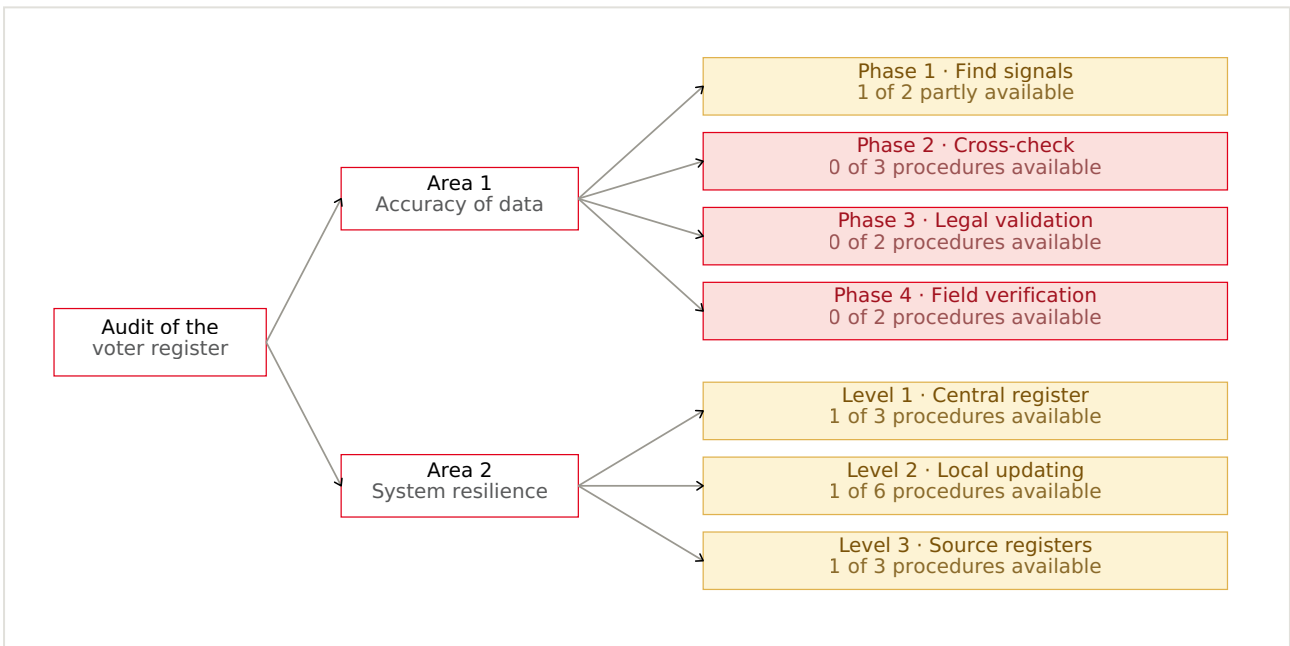 Audit of the
voter register
Area 1
Accuracy of data
Phase 1 · Find signals
1 of 2 partly available
Phase 2 · Cross-check
0 of 3 procedures available
Phase 3 · Legal validation
0 of 2 procedures available
Phase 4 · Field verification
0 of 2 procedures available
Area 2
System resilience
Level 1 · Central register
1 of 3 procedures available
Level 2 · Local updating
1 of 6 procedures available
Level 3 · Source registers
1 of 3 procedures available